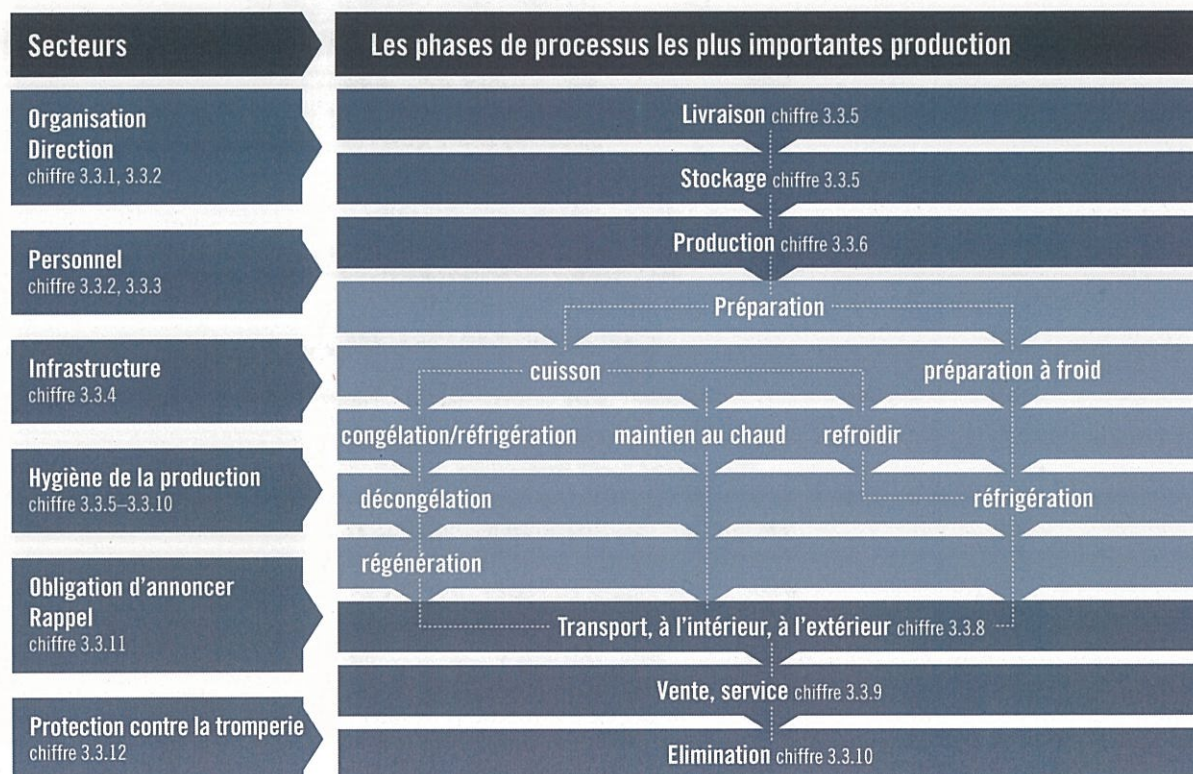 Secteurs
Les phases de processus les plus importantes production
Organisation
Direction
chiffre 3.3.1, 3.3.2
Personnel
chiffre 3.3.2, 3.3.3
Infrastructure
chiffre 3.3.4
Hygiène de la production
chiffre 3.3.5–3.3.10
Obligation d'annoncer
Rappel
chiffre 3.3.11
Protection contre la tromperie
chiffre 3.3.12
Livraison chiffre 3.3.5
Stockage chiffre 3.3.5
Production chiffre 3.3.6
Préparation
cuisson
préparation à froid
congélation/réfrigération
maintien au chaud
refroidir
décongélation
réfrigération
régénération
Transport, à l'intérieur, à l'extérieur chiffre 3.3.8
Vente, service chiffre 3.3.9
Elimination chiffre 3.3.10